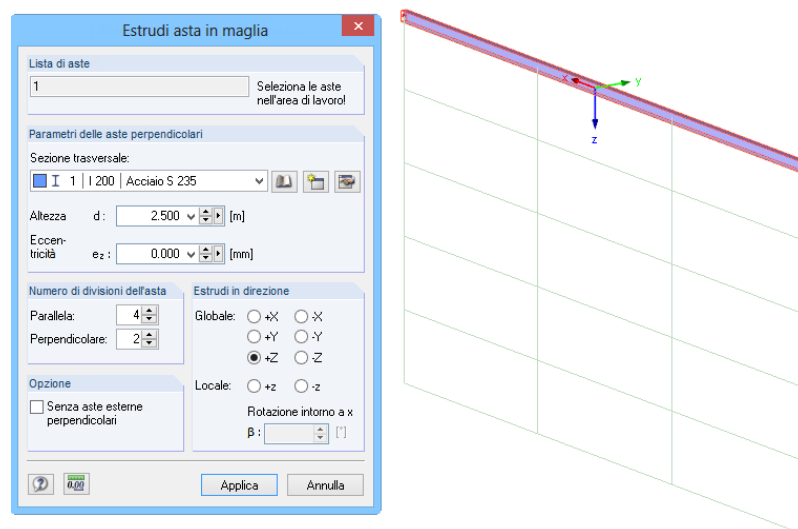 Estrudi asta in maglia
Lista di aste
1
Seleziona le aste
nell'area di lavoro!
Parametri delle aste perpendicolari
Sezione trasversale:
1 | I 200 | Acciaio S 235
Altezza d : 2.500 [m]
Eccen-
tricità e z : 0.000 [mm]
Numero di divisioni dell'asta
Parallela: 4
Perpendicolare: 2
Estrudi in direzione
Globale: +X -X
+Y -Y
+Z -Z
Locale: +z -z
Rotazione intorno a x
β : [°]
Opzione
Senza aste esterne
perpendicolari
0.00
Applica
Annulla
x
Y
z